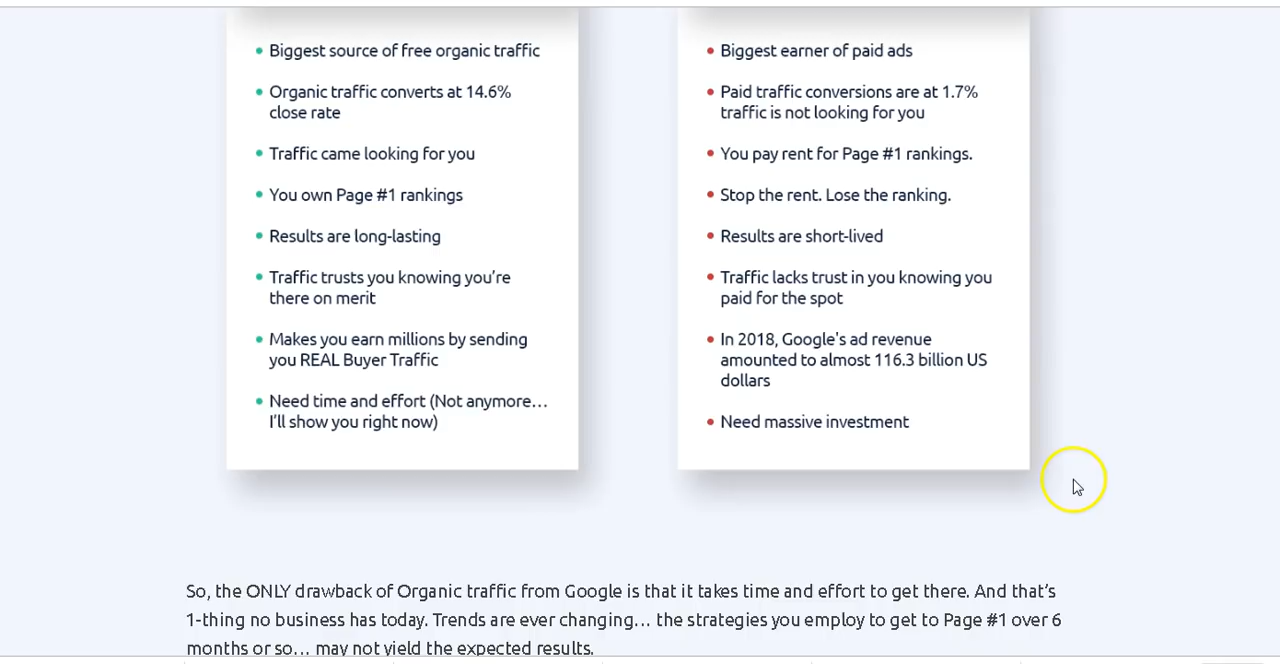 Biggest source of free organic traffic
Organic traffic converts at 14.6%
close rate
Traffic came looking for you
You own Page #1 rankings
Results are long-lasting
Traffic trusts you knowing you’re
there on merit
Makes you earn millions by sending
you REAL Buyer Traffic
Need time and effort (Not anymore…
I’ll show you right now)
Biggest earner of paid ads
Paid traffic conversions are at 1.7%
traffic is not looking for you
You pay rent for Page #1 rankings.
Stop the rent. Lose the ranking.
Results are short-lived
Traffic lacks trust in you knowing you
paid for the spot
In 2018, Google's ad revenue
amounted to almost 116.3 billion US
dollars
Need massive investment
So, the ONLY drawback of Organic traffic from Google is that it takes time and effort to get there. And that’s
1-thing no business has today. Trends are ever changing… the strategies you employ to get to Page #1 over 6
months or so… may not yield the expected results.